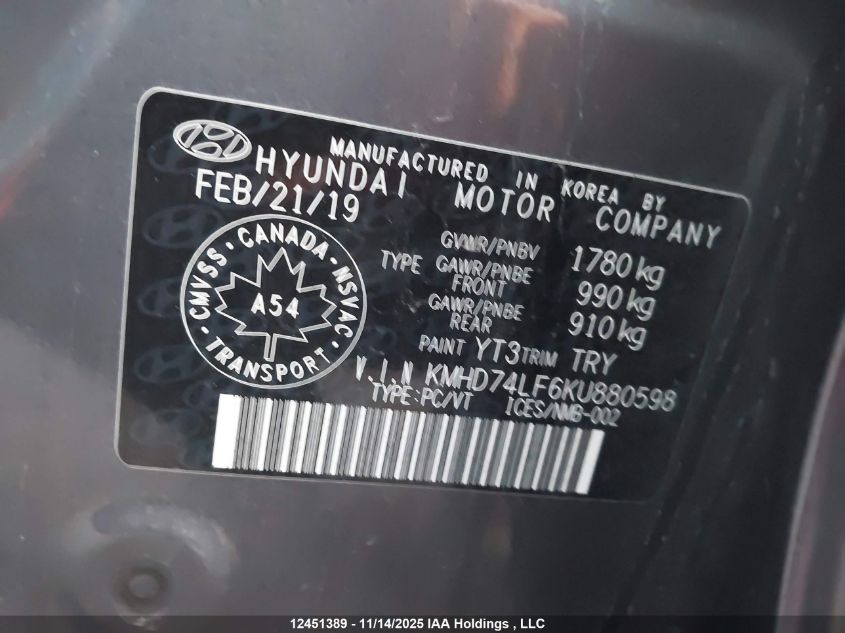 MANUFACTURED IN KOREA BY
HYUNDAI MOTOR COMPANY
FEB/21/19
CMVSS · CANADA · NSVAC · TRANSPORT ·
A54
GVWR/PNBV 1780 kg
TYPE GAWR/PNBE FRONT 990 kg
GAWR/PNBE REAR 910 kg
PAINT YT3 TRIM TRY
V.I.N KMHD74LF6KU880598
TYPE:PC/VT ICES/NMB-002
12451389 - 11/14/2025 IAA Holdings , LLC